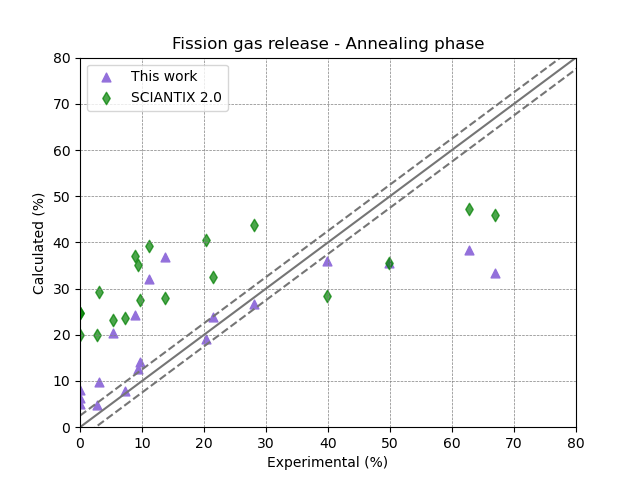 Fission gas release - Annealing phase
80
70
60
50
40
30
20
10
0
Calculated (%)
This work
SCIANTIX 2.0
0 10 20 30 40 50 60 70 80
Experimental (%)